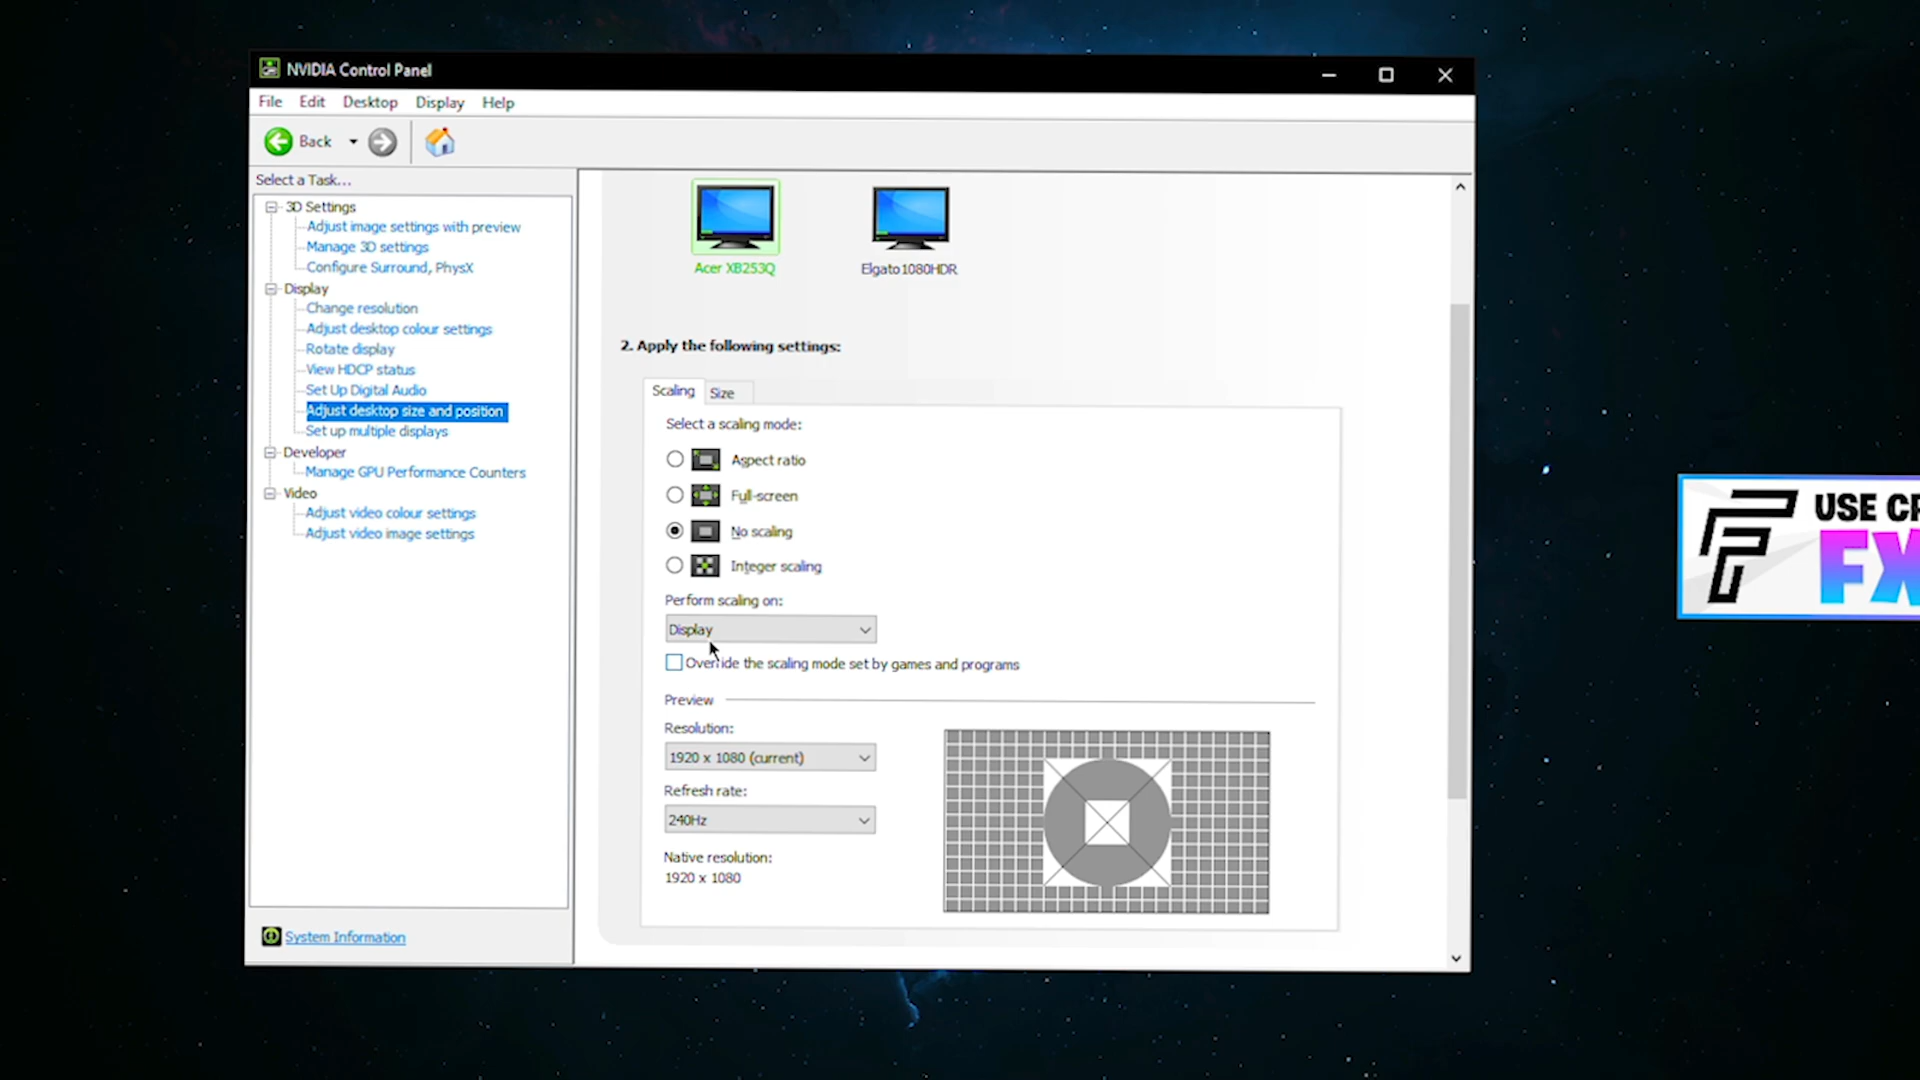 NVIDIA Control Panel
File Edit Desktop Display Help
Back
Select a Task...
3D Settings
Adjust image settings with preview
Manage 3D settings
Configure Surround, PhysX
Display
Change resolution
Adjust desktop colour settings
Rotate display
View HDCP status
Set Up Digital Audio
Adjust desktop size and position
Set up multiple displays
Developer
Manage GPU Performance Counters
Video
Adjust video colour settings
Adjust video image settings
System Information
Acer XB253Q
Elgato 1080HDR
2. Apply the following settings:
Scaling Size
Select a scaling mode:
Aspect ratio
Full-screen
No scaling
Integer scaling
Perform scaling on:
Display
Override the scaling mode set by games and programs
Preview
Resolution:
1920 x 1080 (current)
Refresh rate:
240Hz
Native resolution:
1920 x 1080
USE
FX